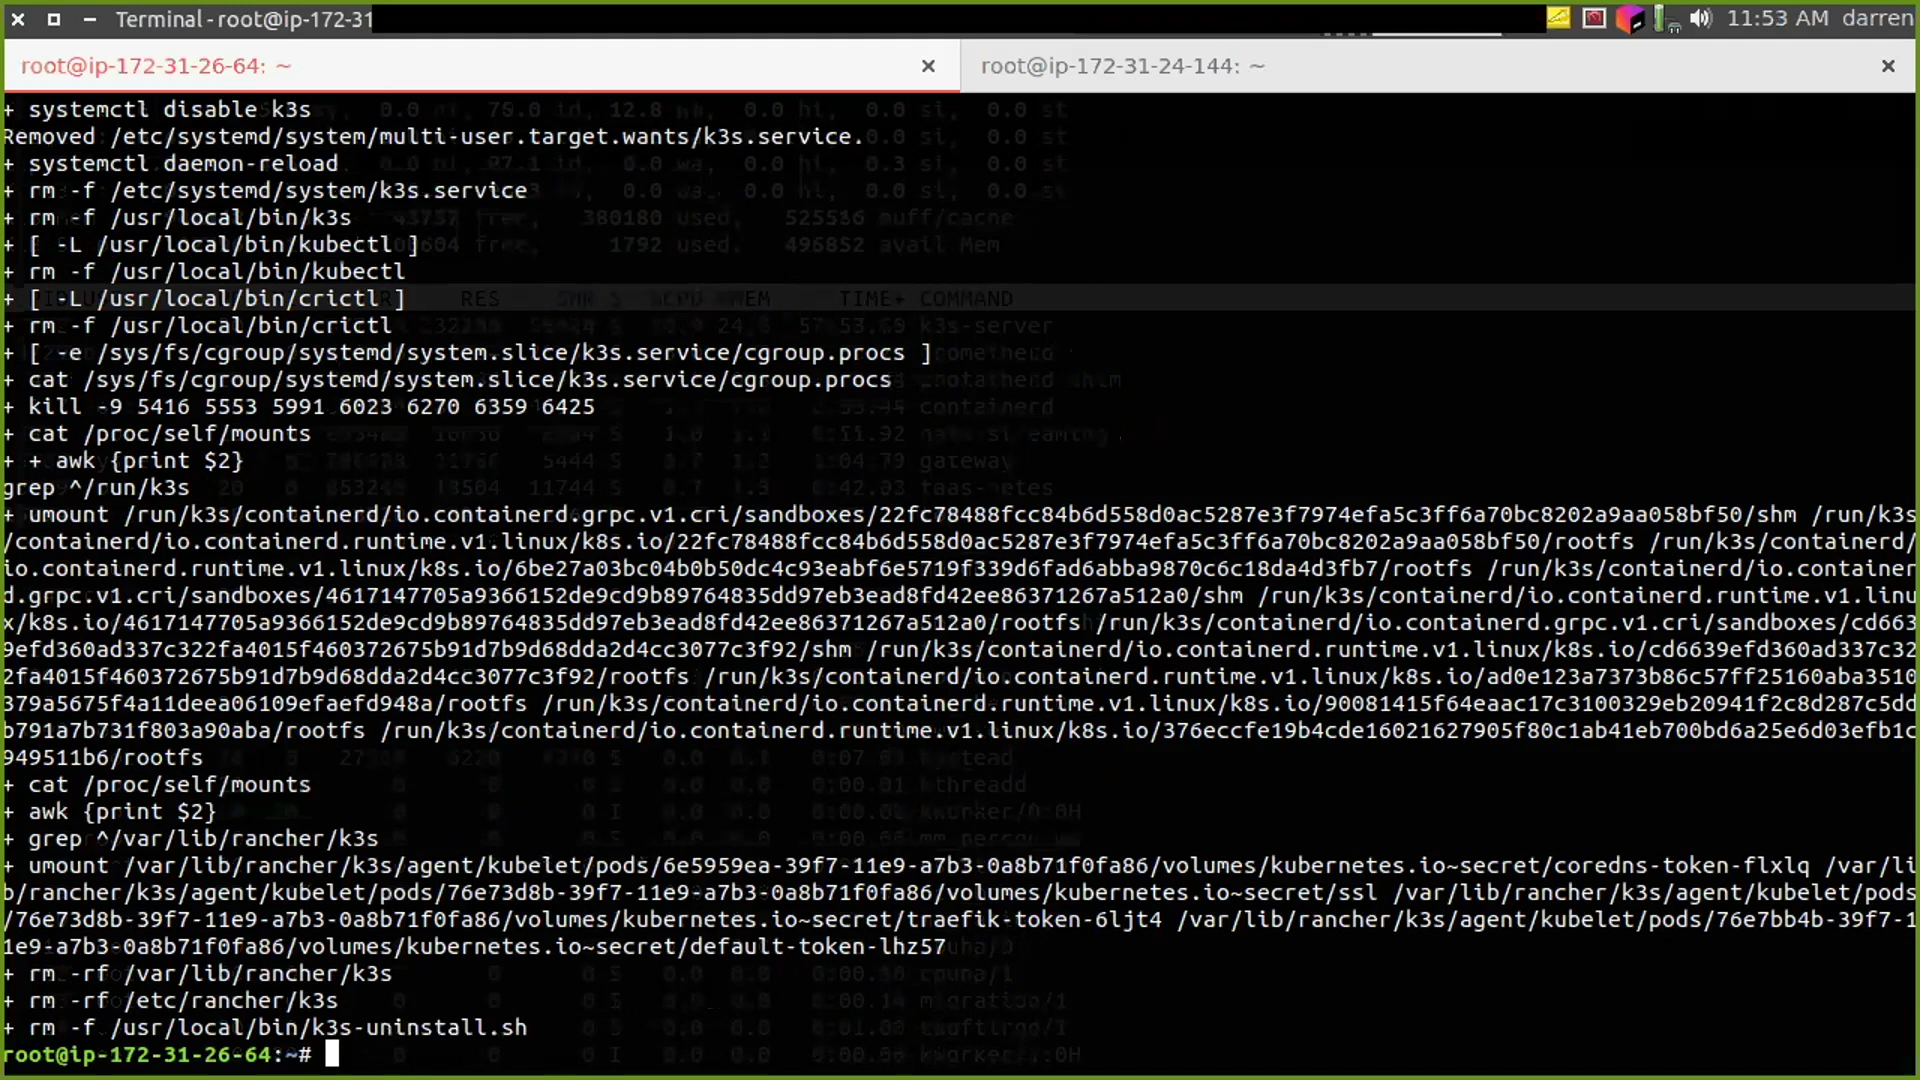 Terminal - root@ip-172-31
11:53 AM darren
root@ip-172-31-26-64: ~
root@ip-172-31-24-144: ~
+ systemctl disable k3s
Removed /etc/systemd/system/multi-user.target.wants/k3s.service.
+ systemctl daemon-reload
+ rm -f /etc/systemd/system/k3s.service
+ rm -f /usr/local/bin/k3s
+ [ -L /usr/local/bin/kubectl ]
+ rm -f /usr/local/bin/kubectl
+ [ -L /usr/local/bin/crictl ]
+ rm -f /usr/local/bin/crictl
+ [ -e /sys/fs/cgroup/systemd/system.slice/k3s.service/cgroup.procs ]
+ cat /sys/fs/cgroup/systemd/system.slice/k3s.service/cgroup.procs
+ kill -9 5416 5553 5991 6023 6270 6359 6425
+ cat /proc/self/mounts
+ + awk {print $2}
grep ^/run/k3s
+ umount /run/k3s/containerd/io.containerd.grpc.v1.cri/sandboxes/22fc78488fcc84b6d558d0ac5287e3f7974efa5c3ff6a70bc8202a9aa058bf50/shm /run/k3s
/containerd/io.containerd.runtime.v1.linux/k8s.io/22fc78488fcc84b6d558d0ac5287e3f7974efa5c3ff6a70bc8202a9aa058bf50/rootfs /run/k3s/containerd/
io.containerd.runtime.v1.linux/k8s.io/6be27a03bc04b0b50dc4c93eabf6e5719f339d6fad6abba9870c6c18da4d3fb7/rootfs /run/k3s/containerd/io.container
d.grpc.v1.cri/sandboxes/4617147705a9366152de9cd9b89764835dd97eb3ead8fd42ee86371267a512a0/shm /run/k3s/containerd/io.containerd.runtime.v1.linu
x/k8s.io/4617147705a9366152de9cd9b89764835dd97eb3ead8fd42ee86371267a512a0/rootfs /run/k3s/containerd/io.containerd.grpc.v1.cri/sandboxes/cd663
9efd360ad337c322fa4015f460372675b91d7b9d68dda2d4cc3077c3f92/shm /run/k3s/containerd/io.containerd.runtime.v1.linux/k8s.io/cd6639efd360ad337c32
2fa4015f460372675b91d7b9d68dda2d4cc3077c3f92/rootfs /run/k3s/containerd/io.containerd.runtime.v1.linux/k8s.io/ad0e123a7373b86c57ff25160aba3510
379a5675f4a11deea06109efaefd948a/rootfs /run/k3s/containerd/io.containerd.runtime.v1.linux/k8s.io/90081415f64eaac17c3100329eb20941f2c8d287c5dd
b791a7b731f803a90aba/rootfs /run/k3s/containerd/io.containerd.runtime.v1.linux/k8s.io/376eccfe19b4cde16021627905f80c1ab41eb700bd6a25e6d03efb1c
949511b6/rootfs
+ cat /proc/self/mounts
+ awk {print $2}
+ grep ^/var/lib/rancher/k3s
+ umount /var/lib/rancher/k3s/agent/kubelet/pods/6e5959ea-39f7-11e9-a7b3-0a8b71f0fa86/volumes/kubernetes.io~secret/coredns-token-flxlq /var/li
b/rancher/k3s/agent/kubelet/pods/76e73d8b-39f7-11e9-a7b3-0a8b71f0fa86/volumes/kubernetes.io~secret/ssl /var/lib/rancher/k3s/agent/kubelet/pods
/76e73d8b-39f7-11e9-a7b3-0a8b71f0fa86/volumes/kubernetes.io~secret/traefik-token-6ljt4 /var/lib/rancher/k3s/agent/kubelet/pods/76e7bb4b-39f7-1
1e9-a7b3-0a8b71f0fa86/volumes/kubernetes.io~secret/default-token-lhz57
+ rm -rf /var/lib/rancher/k3s
+ rm -rf /etc/rancher/k3s
+ rm -f /usr/local/bin/k3s-uninstall.sh
root@ip-172-31-26-64:~#